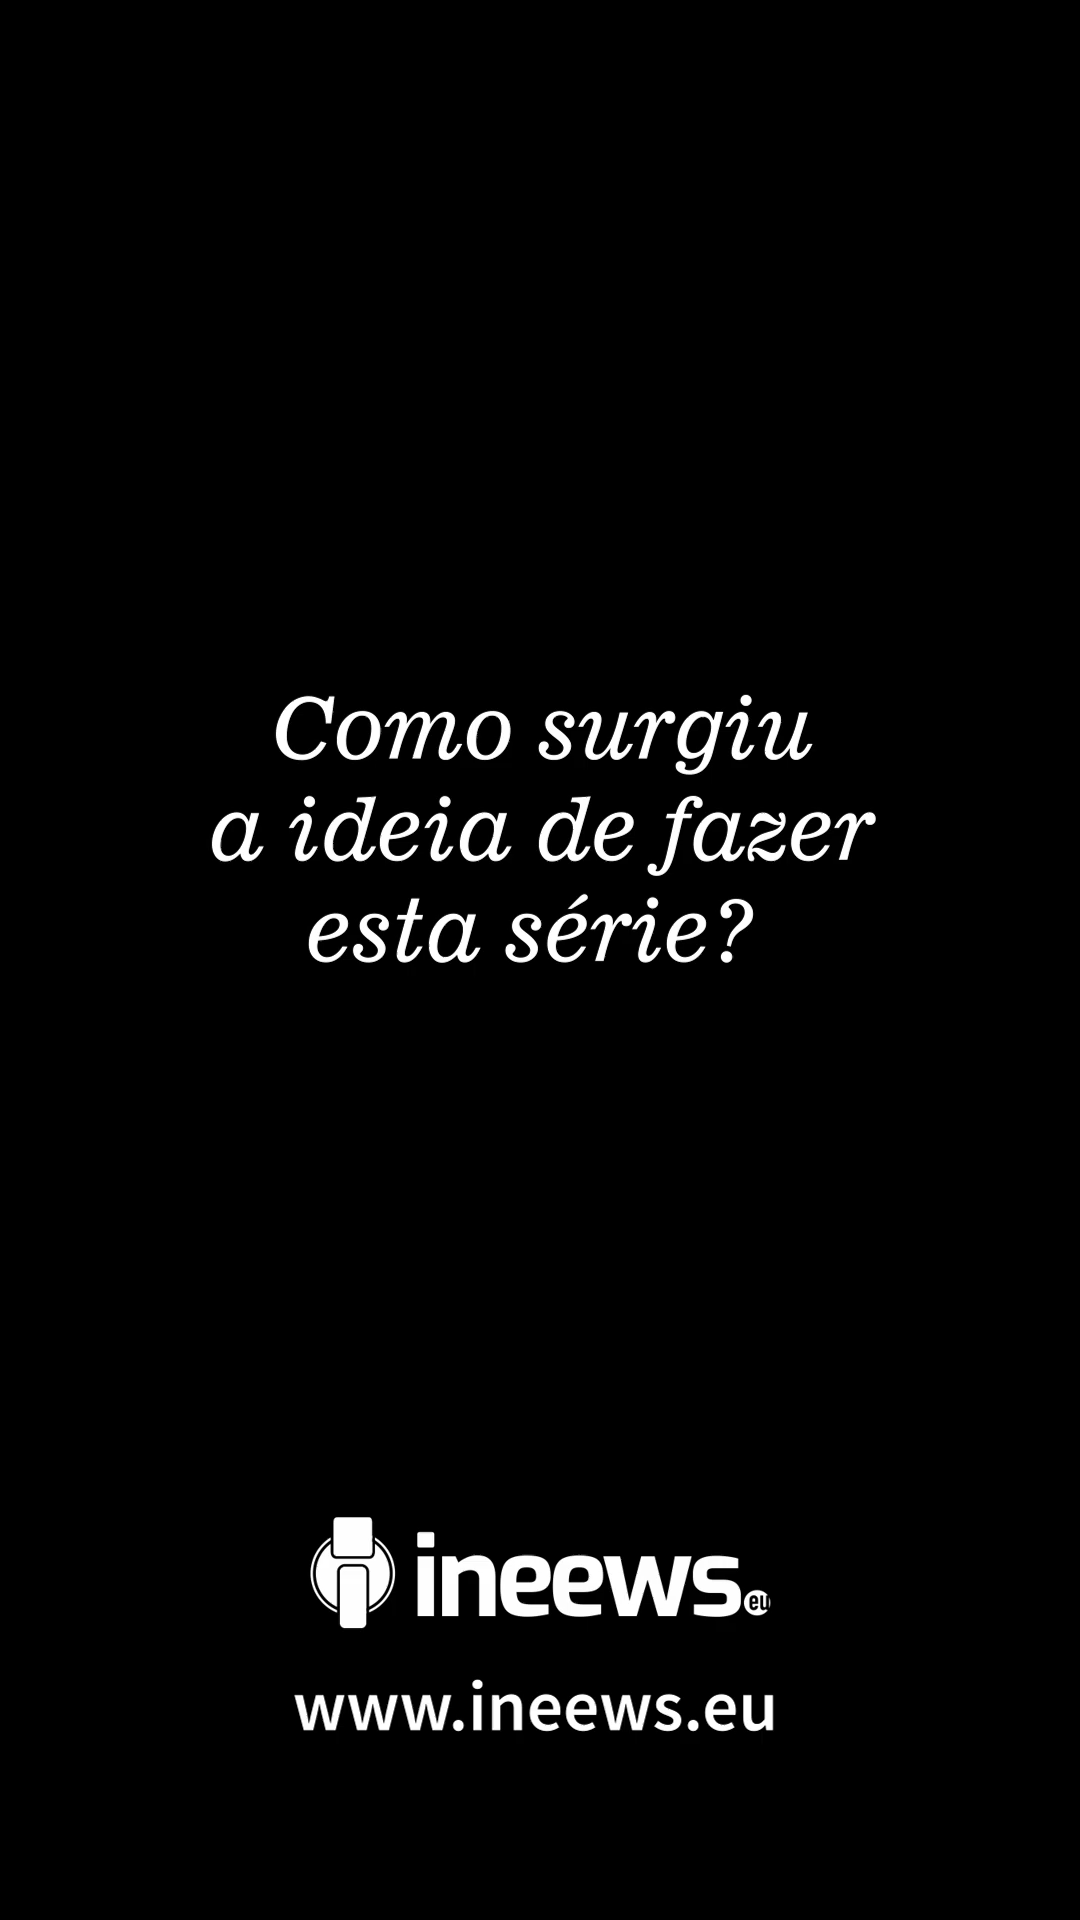 Como surgiu
a ideia de fazer
esta série?
ineews.eu
www.ineews.eu